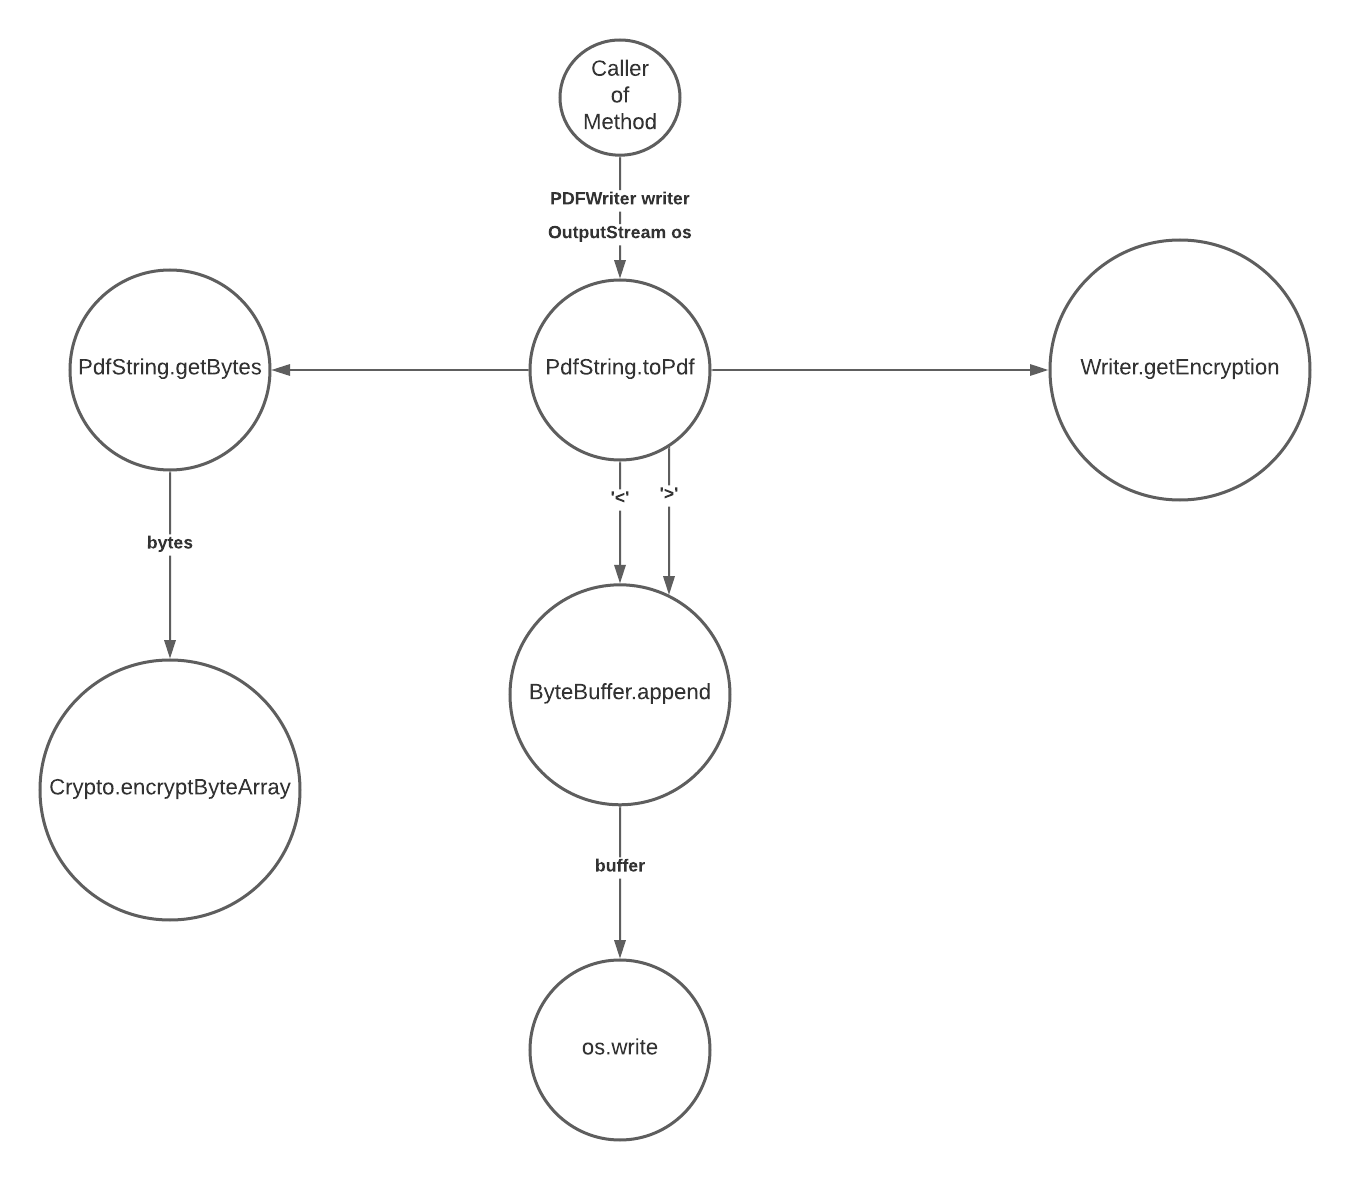 Caller
of
Method
PDFWriter writer
OutputStream os
PdfString.getBytes
PdfString.toPdf
Writer.getEncryption
'<'
'>'
bytes
ByteBuffer.append
Crypto.encryptByteArray
buffer
os.write